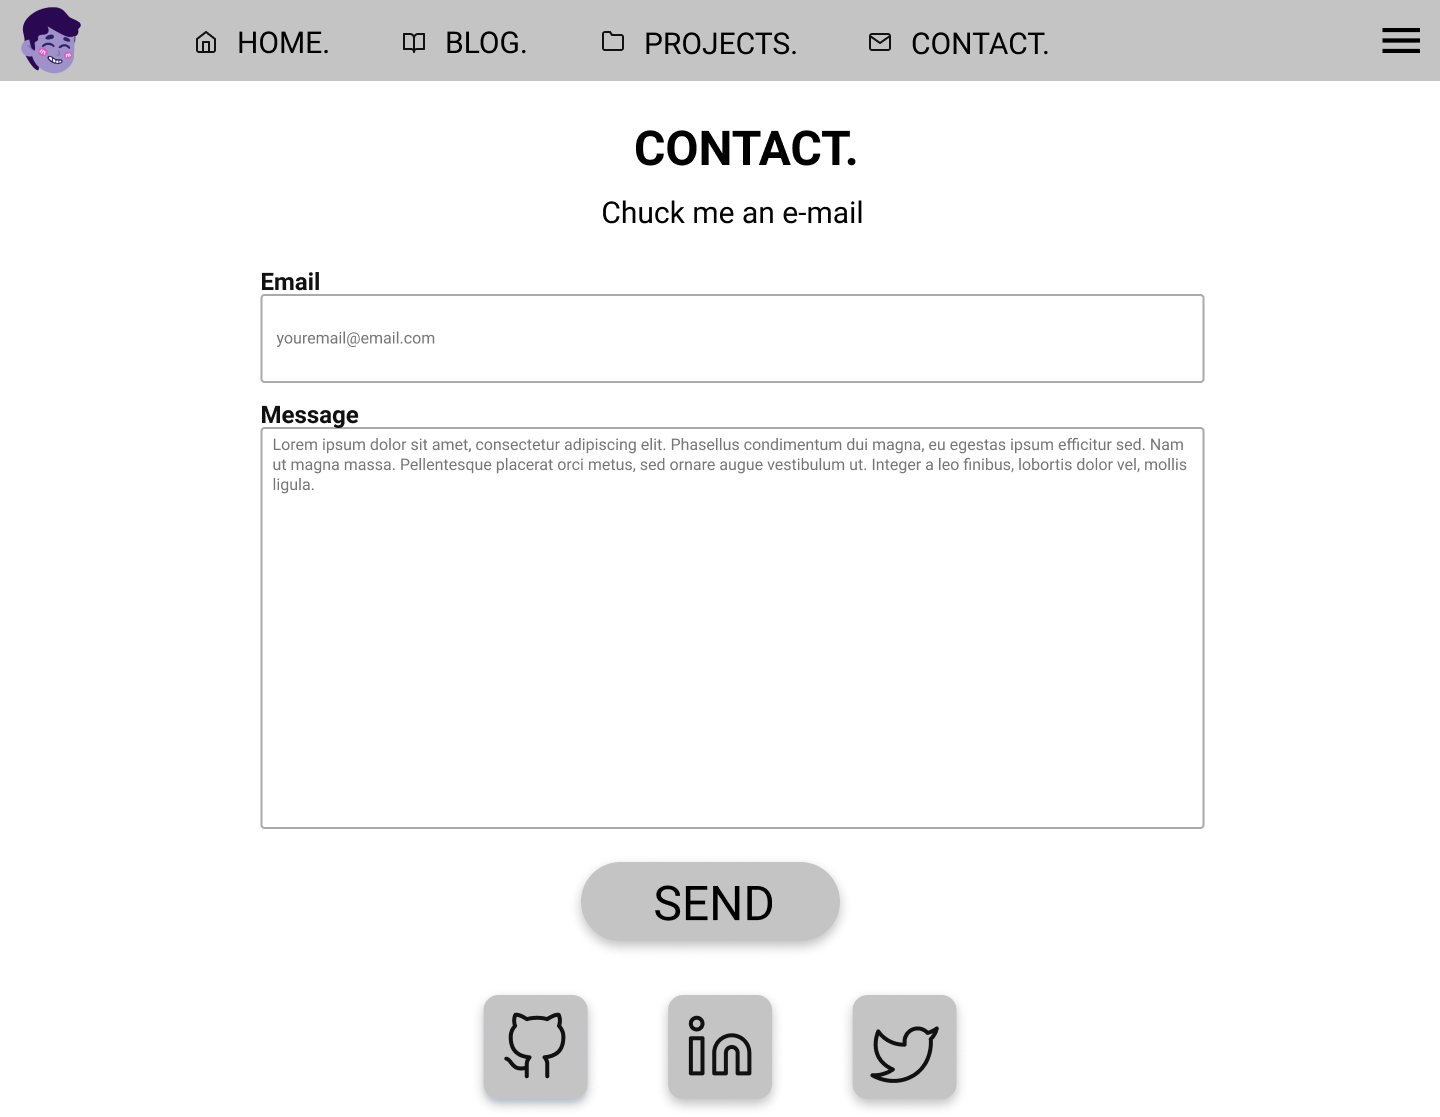 HOME. BLOG. PROJECTS. CONTACT.
CONTACT.
Chuck me an e-mail
Email
youremail@email.com
Message
Lorem ipsum dolor sit amet, consectetur adipiscing elit. Phasellus condimentum dui magna, eu egestas ipsum efficitur sed. Nam
ut magna massa. Pellentesque placerat orci metus, sed ornare augue vestibulum ut. Integer a leo finibus, lobortis dolor vel, mollis
ligula.
SEND
in